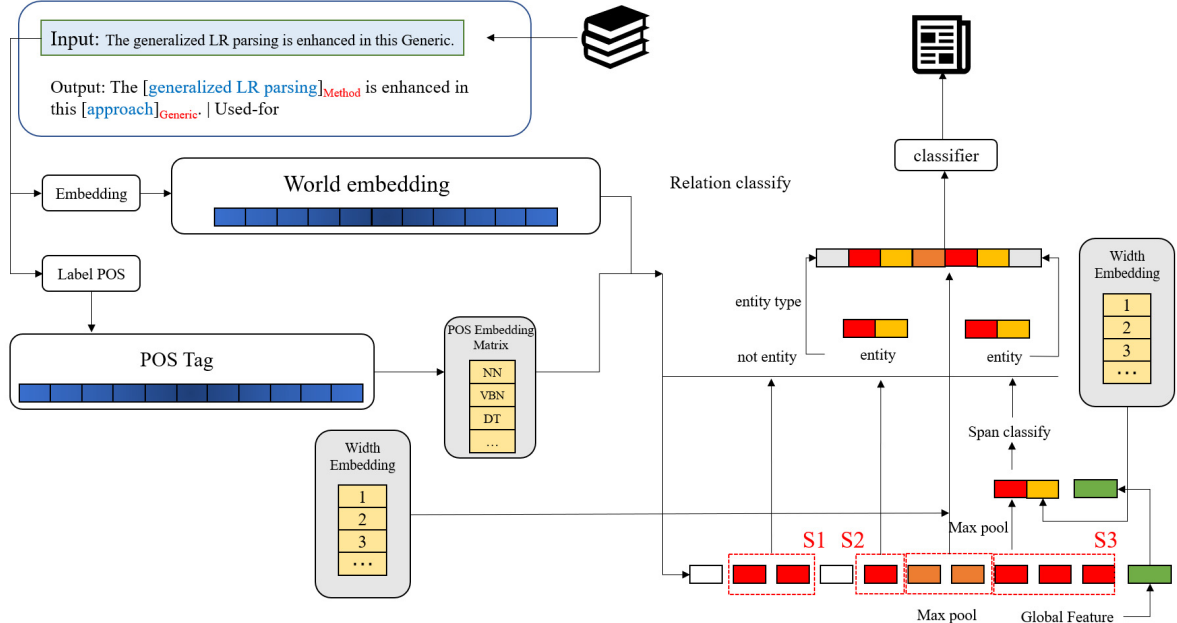 Input: The generalized LR parsing is enhanced in this Generic.
Output: The [generalized LR parsing]Method is enhanced in
this [approach]Generic. | Used-for
Embedding
World embedding
Label POS
POS Tag
POS Embedding
Matrix
NN
VBN
DT
...
Width
Embedding
1
2
3
...
Relation classify
classifier
entity type
not entity
entity
entity
Width
Embedding
1
2
3
...
Span classify
Max pool
S1
S2
S3
Max pool
Global Feature